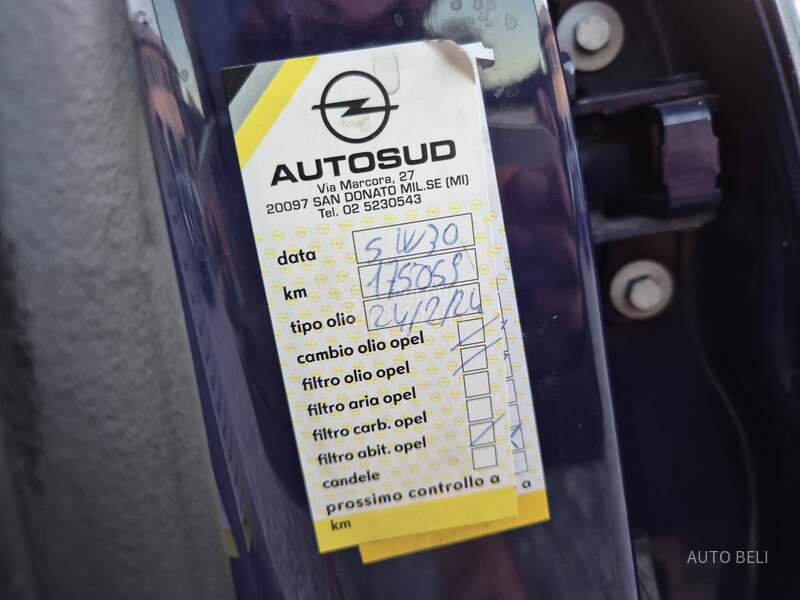 AUTOSUD
Via Marcora, 27
20097 SAN DONATO MIL.SE (MI)
Tel. 02 5230543
data 5W30
km 175059
tipo olio 24/2/24
cambio olio opel
filtro olio opel
filtro aria opel
filtro carb. opel
filtro abit. opel
candele
prossimo controllo a
km
a
AUTO BELI